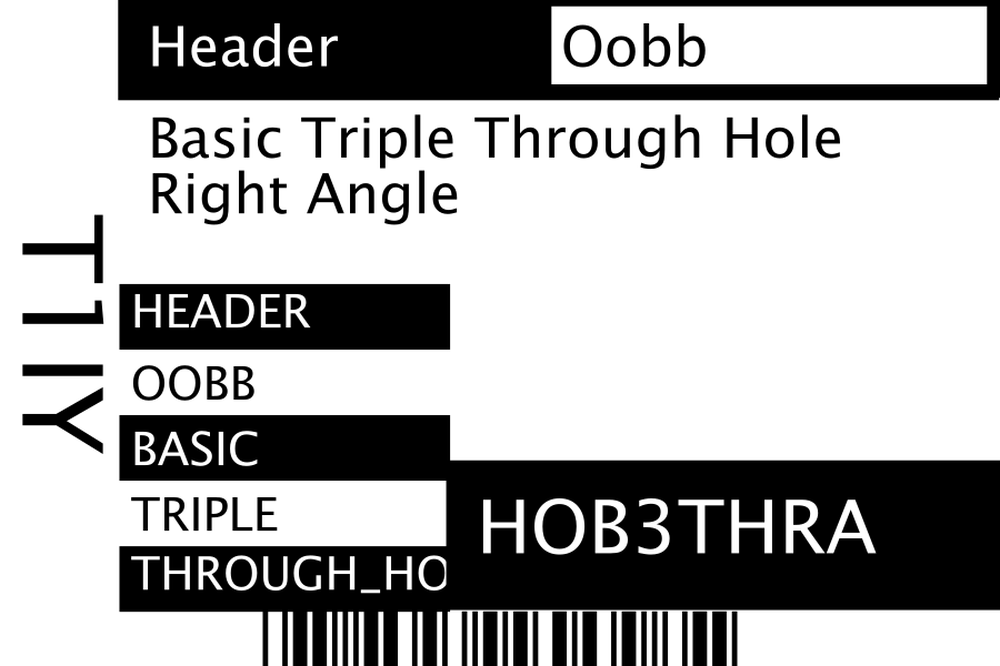 Header
Oobb
Basic Triple Through Hole
Right Angle
T1IY
HEADER
OOBB
BASIC
TRIPLE
THROUGH_HO
HOB3THRA